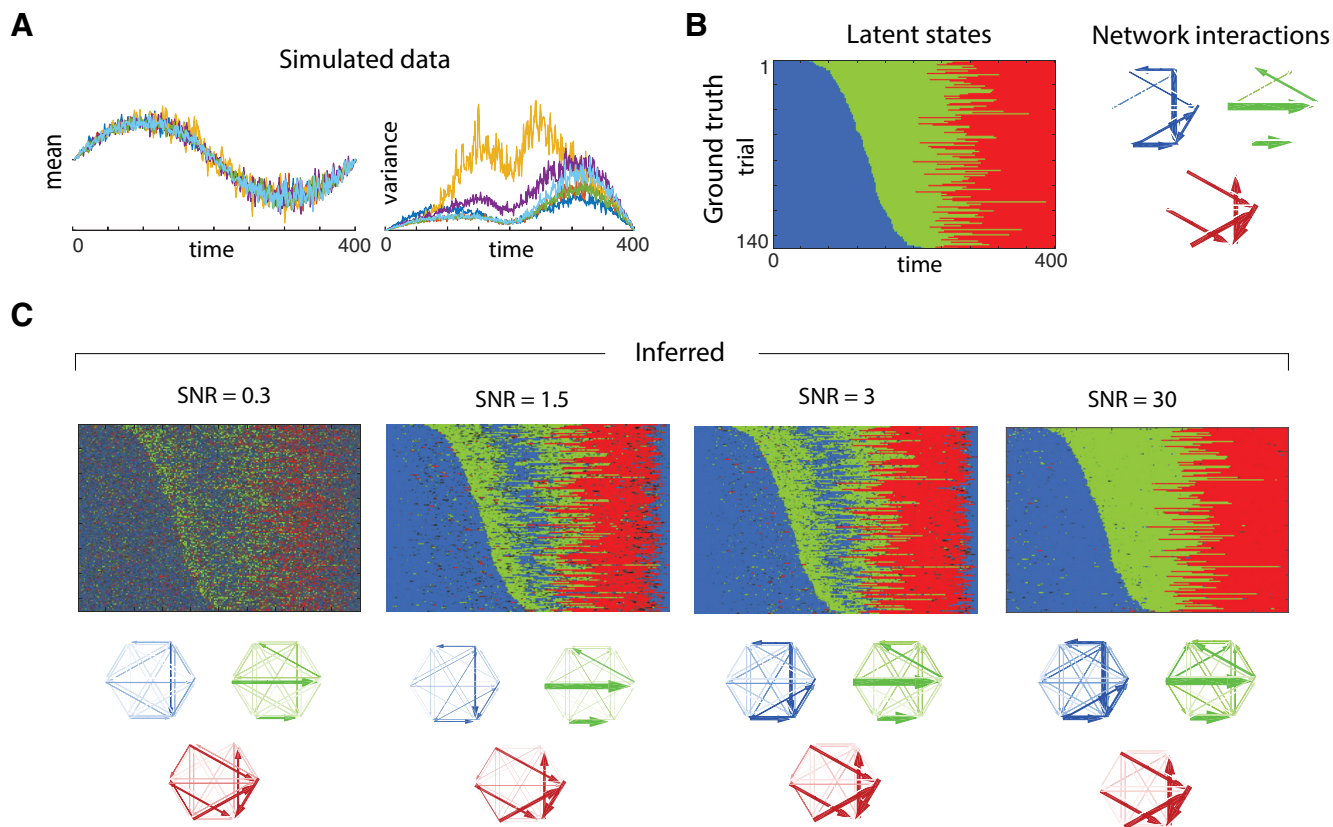 A
Simulated data
mean
0
time
400
variance
0
time
400
B
Latent states
Network interactions
Ground truth
trial
1
140
0
time
400
C
Inferred
SNR = 0.3
SNR = 1.5
SNR = 3
SNR = 30